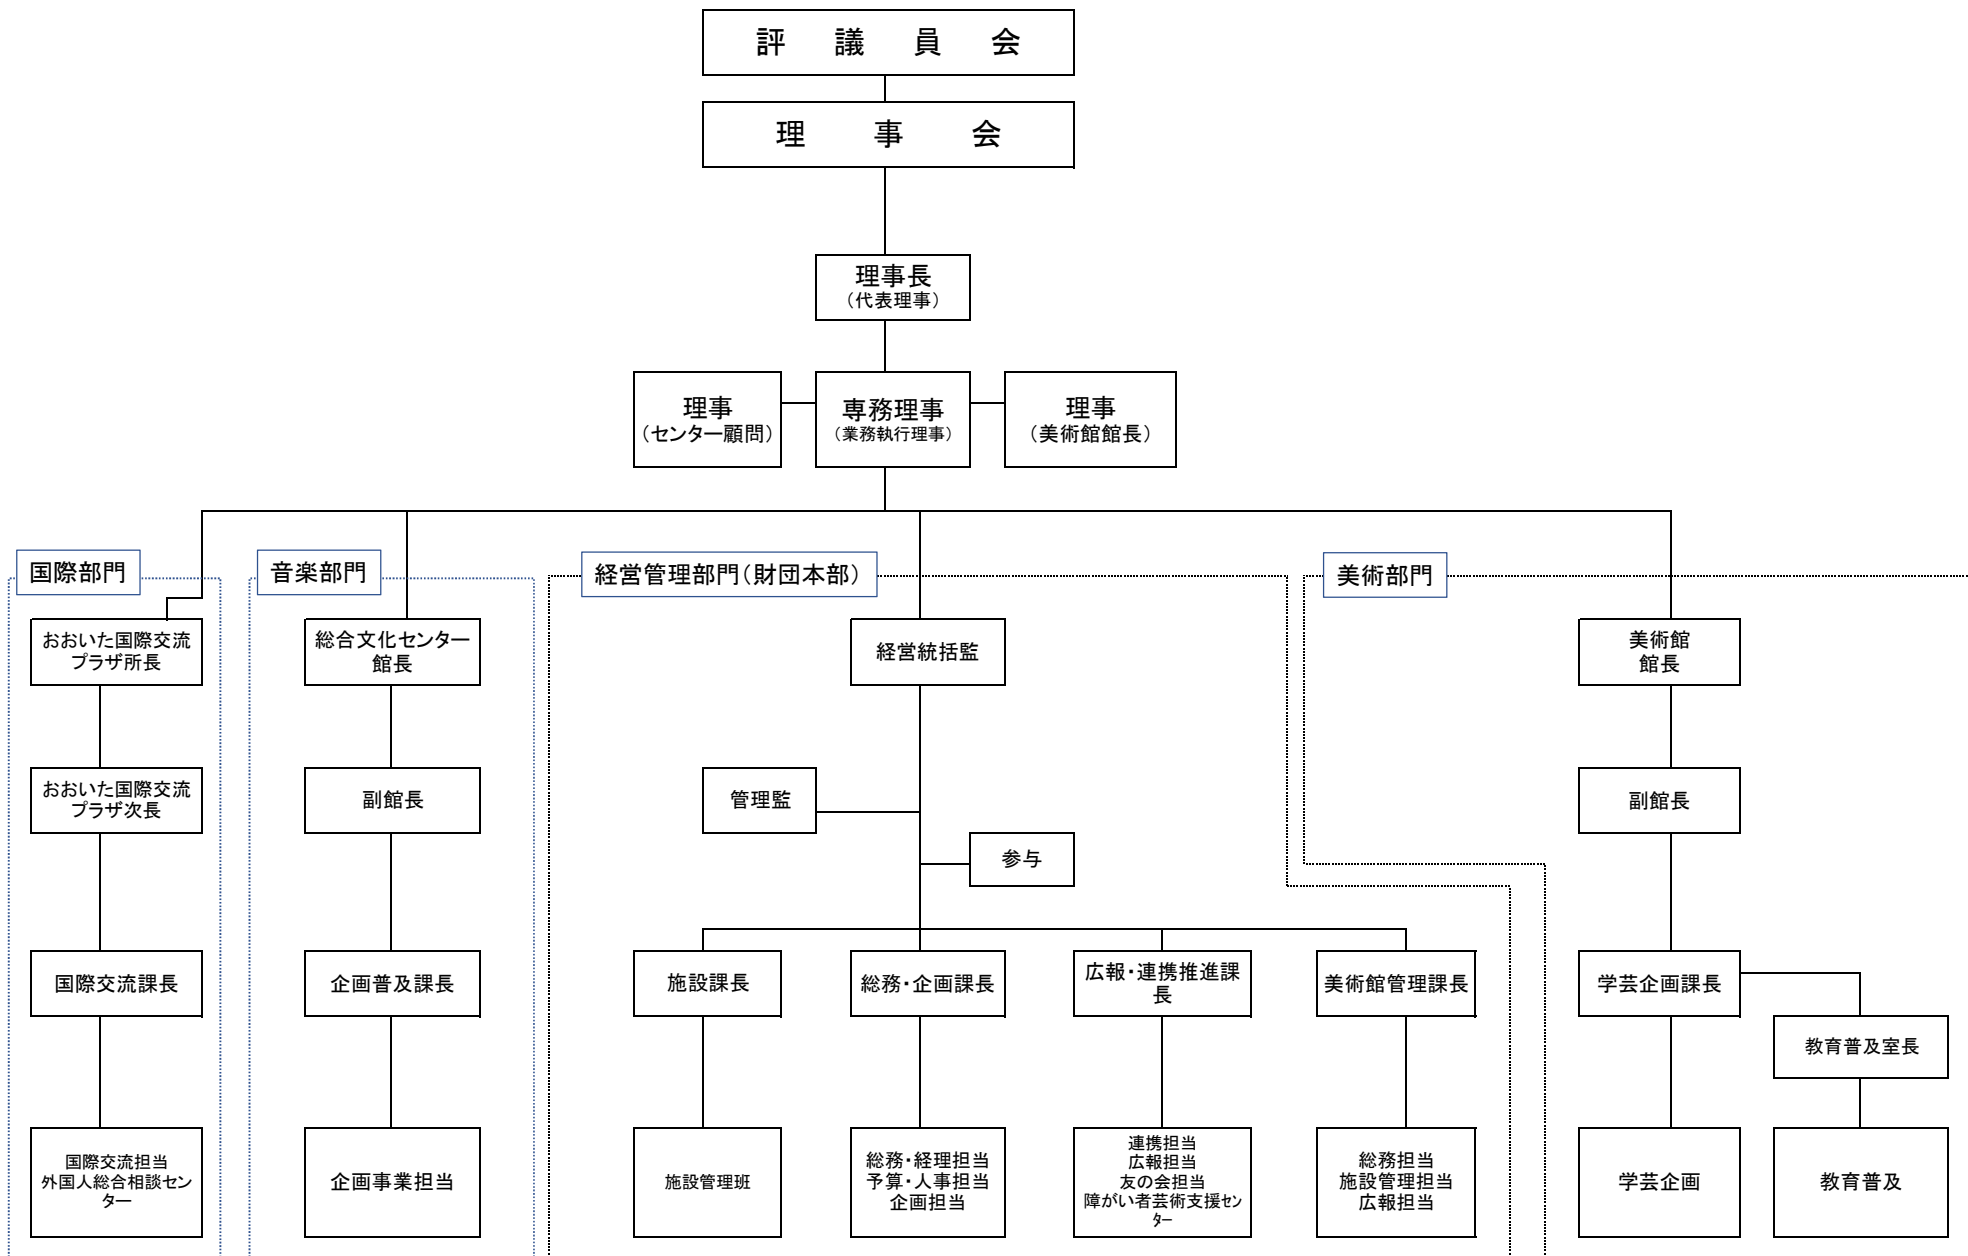 評議員会
理事会
理事長
（代表理事）
理事
（センター顧問）
専務理事
（業務執行理事）
理事
（美術館館長）
国際部門
音楽部門
経営管理部門（財団本部）
美術部門
おおいた国際交流
プラザ所長
総合文化センター
館長
経営統括監
美術館
館長
おおいた国際交流
プラザ次長
副館長
管理監
副館長
参与
国際交流課長
企画普及課長
施設課長
総務・企画課長
広報・連携推進課
長
美術館管理課長
学芸企画課長
教育普及室長
国際交流担当
外国人総合相談セン
ター
企画事業担当
施設管理班
総務・経理担当
予算・人事担当
企画担当
連携担当
広報担当
友の会担当
障がい者芸術支援セン
ター
総務担当
施設管理担当
広報担当
学芸企画
教育普及